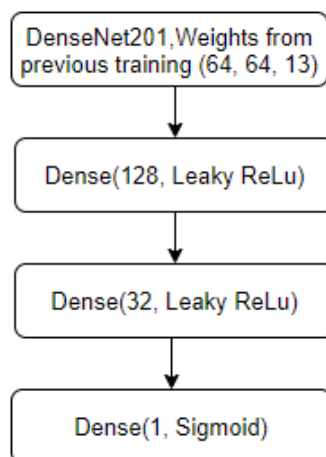 DenseNet201,Weights from
previous training (64, 64, 13)
Dense(128, Leaky ReLu)
Dense(32, Leaky ReLu)
Dense(1, Sigmoid)